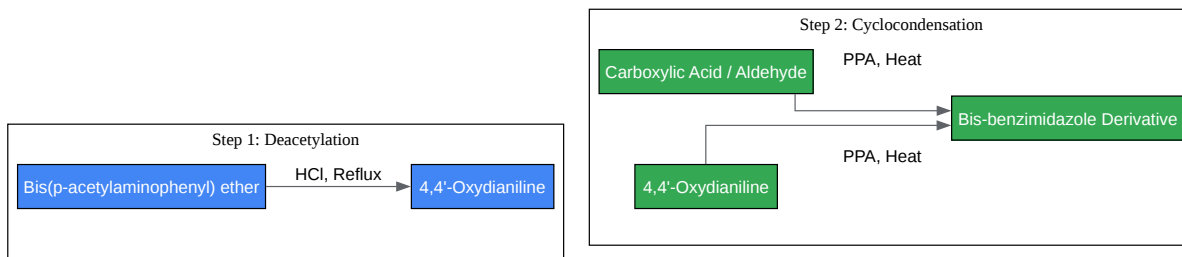 Step 1: Deacetylation
Bis(p-acetylaminophenyl) ether
HCl, Reflux
4,4'-Oxydianiline
Step 2: Cyclocondensation
Carboxylic Acid / Aldehyde
PPA, Heat
Bis-benzimidazole Derivative
PPA, Heat
4,4'-Oxydianiline